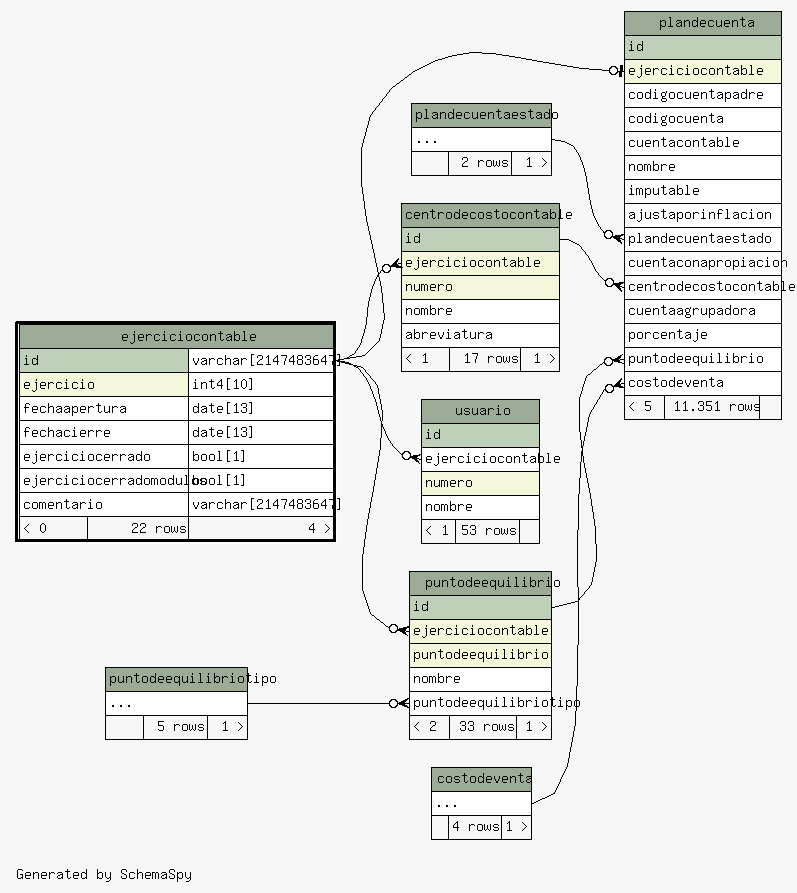 plandecuenta
id
ejerciciocontable
codigocuentapadre
codigocuenta
cuentacontable
nombre
imputable
ajustaporinflacion
plandecuentaestado
cuentaconapropiacion
centrodecostocontable
cuentaagrupadora
porcentaje
puntodeequilibrio
costodeventa
< 5 11.351 rows
plandecuentaestado
...
2 rows 1 >
centrodecostocontable
id
ejerciciocontable
numero
nombre
abreviatura
< 1 17 rows 1 >
ejerciciocontable
id varchar[2147483647]
ejercicio int4[10]
fechaapertura date[13]
fechacierre date[13]
ejerciciocerrado bool[1]
ejerciciocerradomodulos bool[1]
comentario varchar[2147483647]
< 0 22 rows 4 >
usuario
id
ejerciciocontable
numero
nombre
< 1 53 rows
puntodeequilibrio
id
ejerciciocontable
puntodeequilibrio
nombre
puntodeequilibriotipo
< 2 33 rows 1 >
puntodeequilibriotipo
...
5 rows 1 >
costodeventa
...
4 rows 1 >
Generated by SchemaSpy